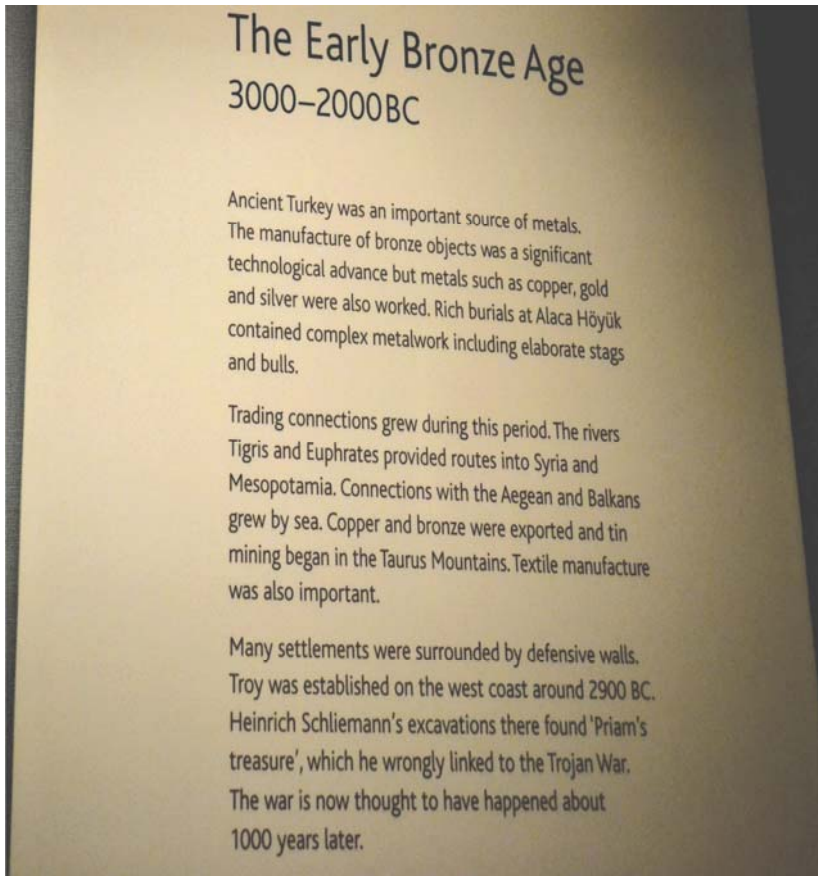 The Early Bronze Age
3000–2000 BC
Ancient Turkey was an important source of metals.
The manufacture of bronze objects was a significant
technological advance but metals such as copper, gold
and silver were also worked. Rich burials at Alaca Höyük
contained complex metalwork including elaborate stags
and bulls.
Trading connections grew during this period. The rivers
Tigris and Euphrates provided routes into Syria and
Mesopotamia. Connections with the Aegean and Balkans
grew by sea. Copper and bronze were exported and tin
mining began in the Taurus Mountains. Textile manufacture
was also important.
Many settlements were surrounded by defensive walls.
Troy was established on the west coast around 2900 BC.
Heinrich Schliemann's excavations there found 'Priam's
treasure', which he wrongly linked to the Trojan War.
The war is now thought to have happened about
1000 years later.